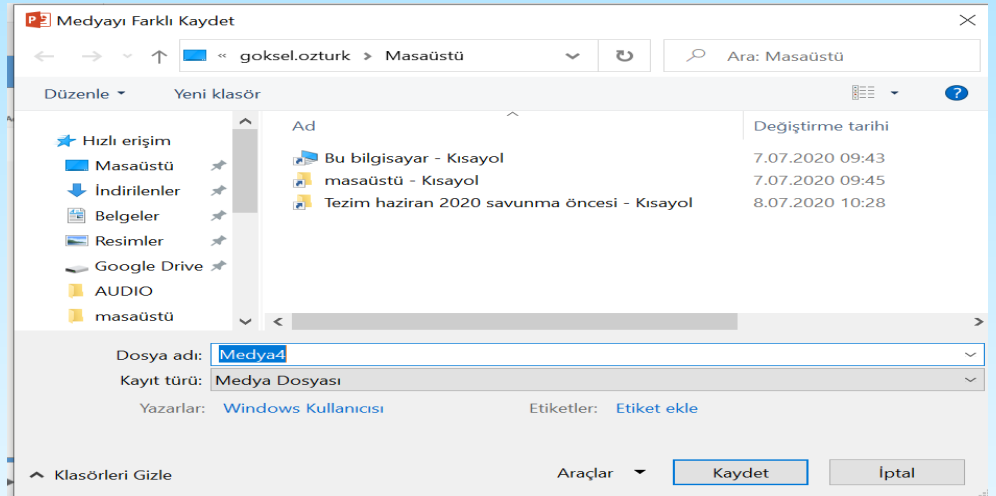 Medyayı Farklı Kaydet
« goksel.ozturk > Masaüstü
Ara: Masaüstü
Düzenle
Yeni klasör
Hızlı erişim
Masaüstü
İndirilenler
Belgeler
Resimler
Google Drive
AUDIO
masaüstü
Ad
Değiştirme tarihi
Bu bilgisayar - Kısayol
7.07.2020 09:43
masaüstü - Kısayol
7.07.2020 09:45
Tezim haziran 2020 savunma öncesi - Kısayol
8.07.2020 10:28
Dosya adı: Medya4
Kayıt türü: Medya Dosyası
Yazarlar: Windows Kullanıcısı
Etiketler: Etiket ekle
Klasörleri Gizle
Araçlar
Kaydet
İptal